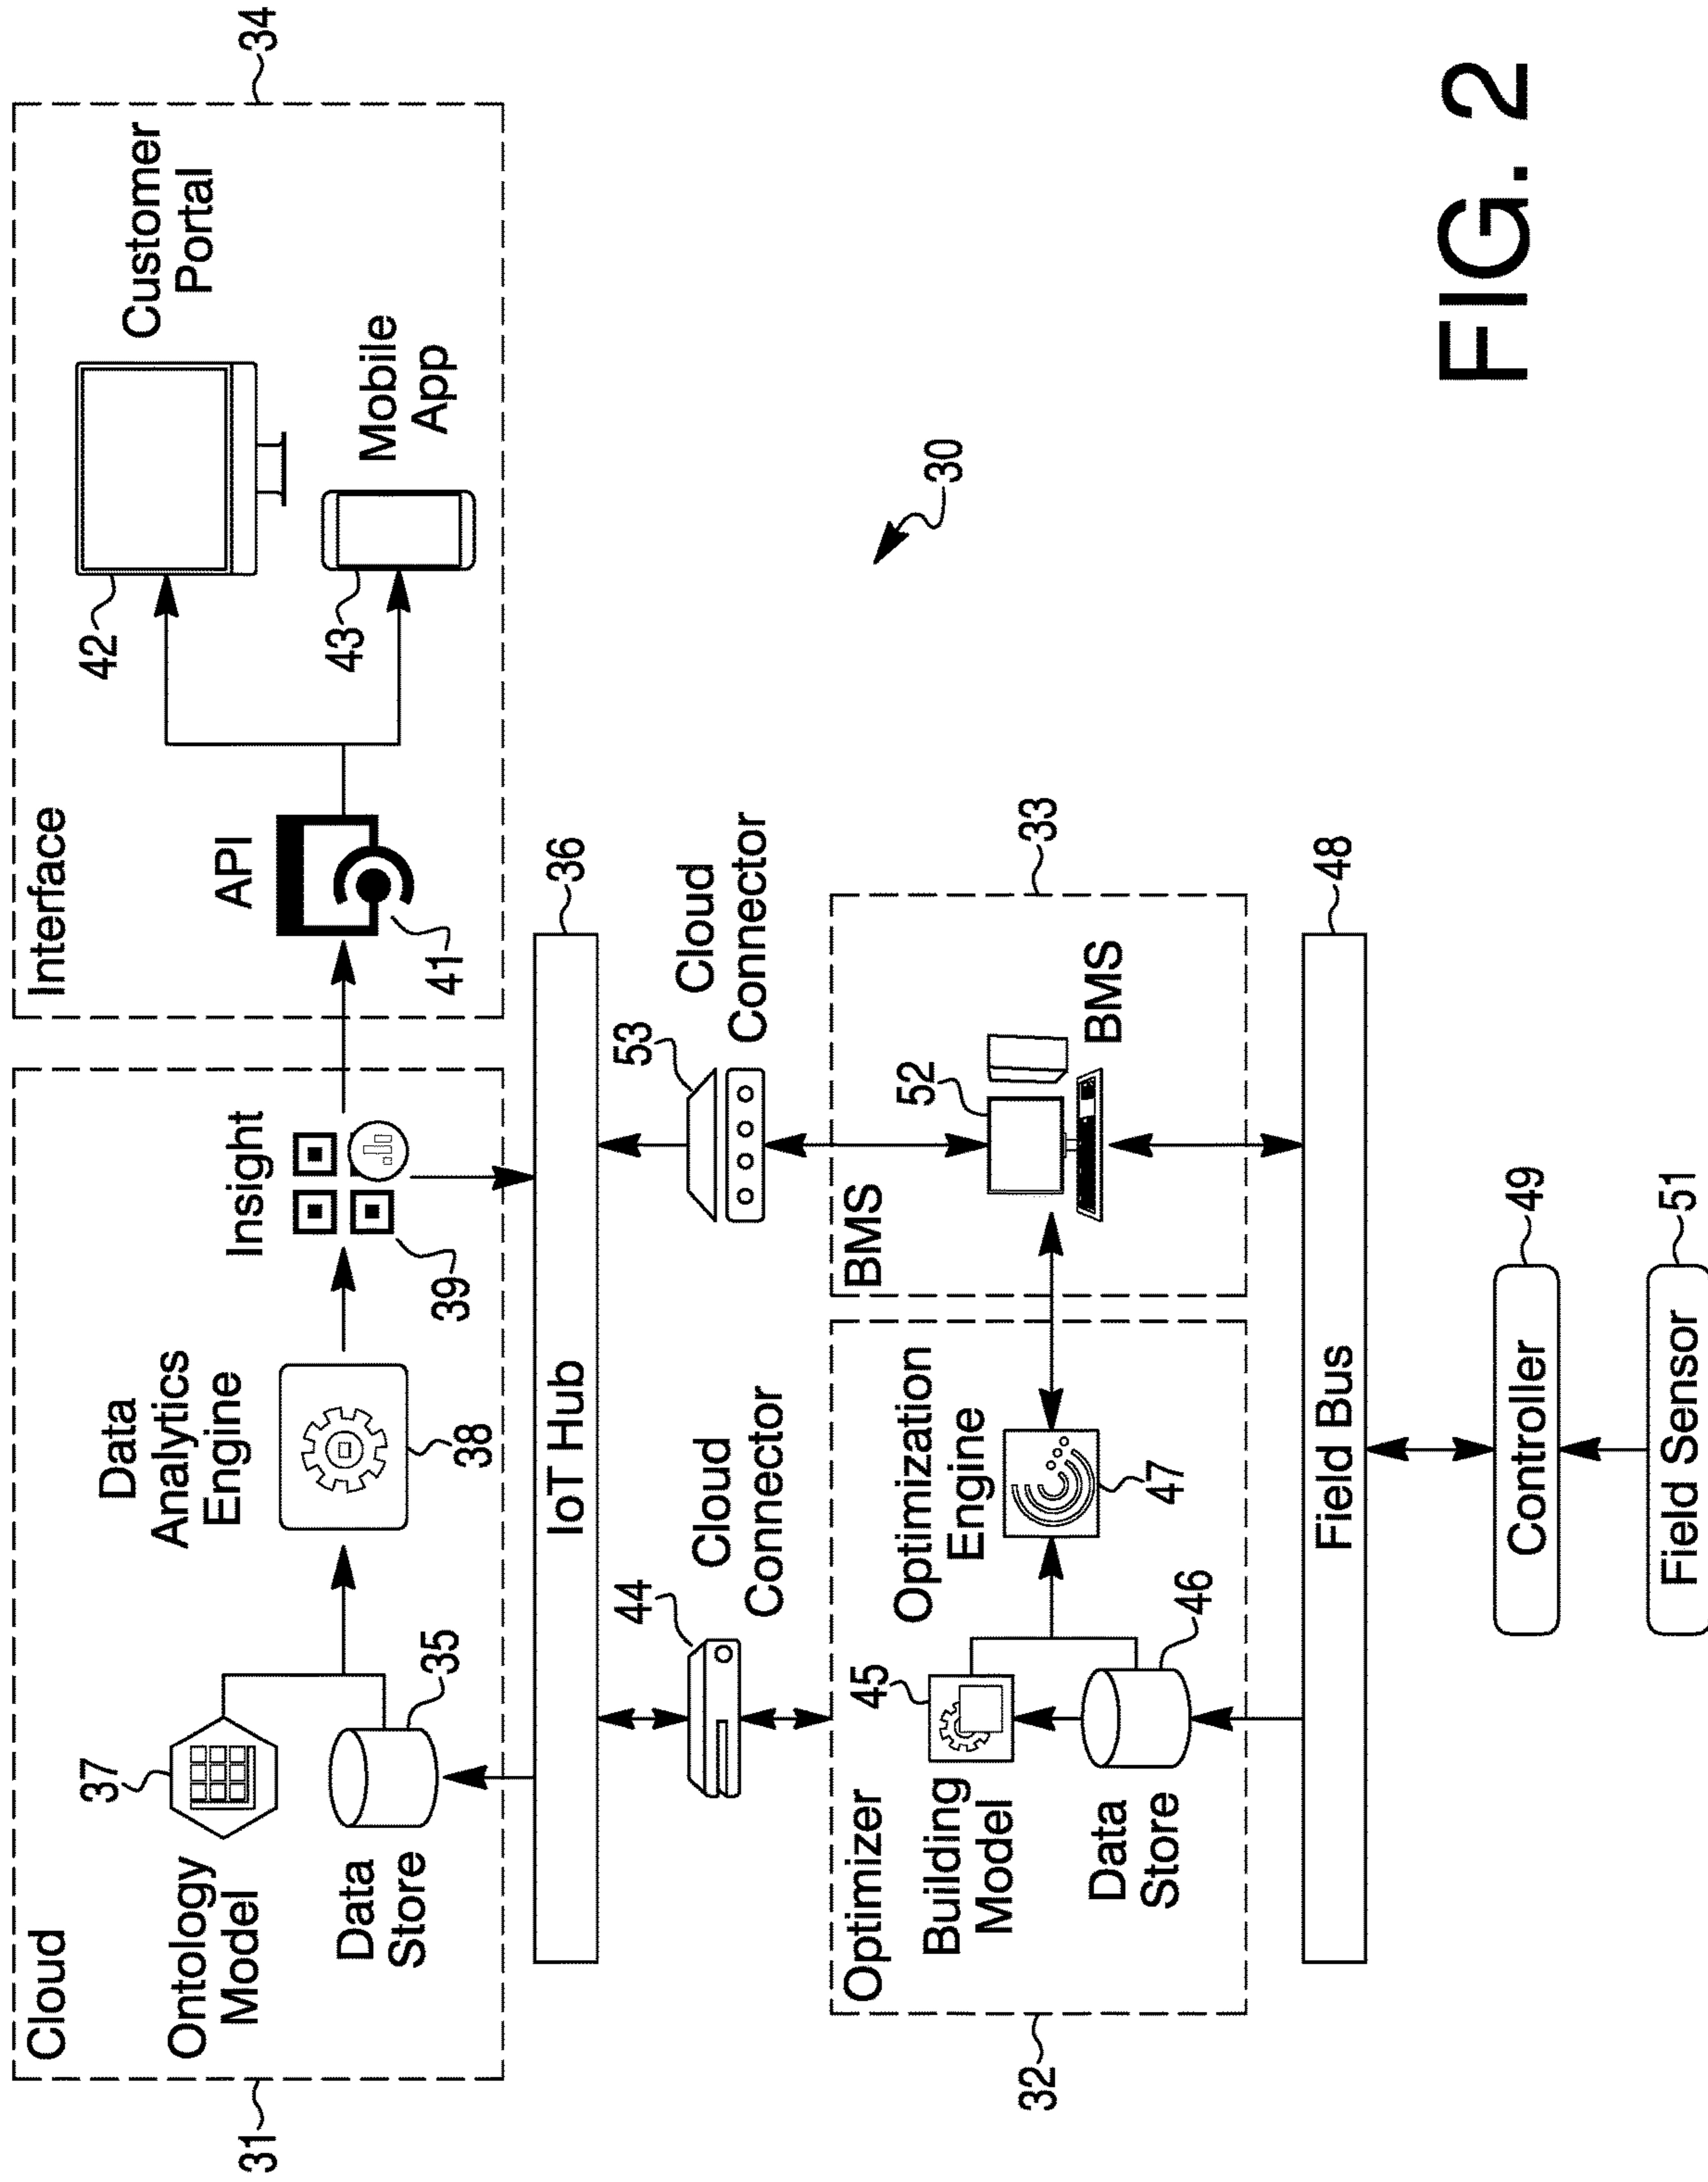 Cloud
31
Ontology
Model
37
Data
Store
35
Data
Analytics
Engine
38
Insight
39
Interface
34
API
41
42
Customer
Portal
43
Mobile
App
IoT Hub
36
44
Cloud
Connector
53
Cloud
Connector
30
Optimizer
32
Building
Model
45
Data
Store
46
Optimization
Engine
47
BMS
33
52
BMS
Field Bus
48
Controller
49
Field Sensor
51
FIG. 2